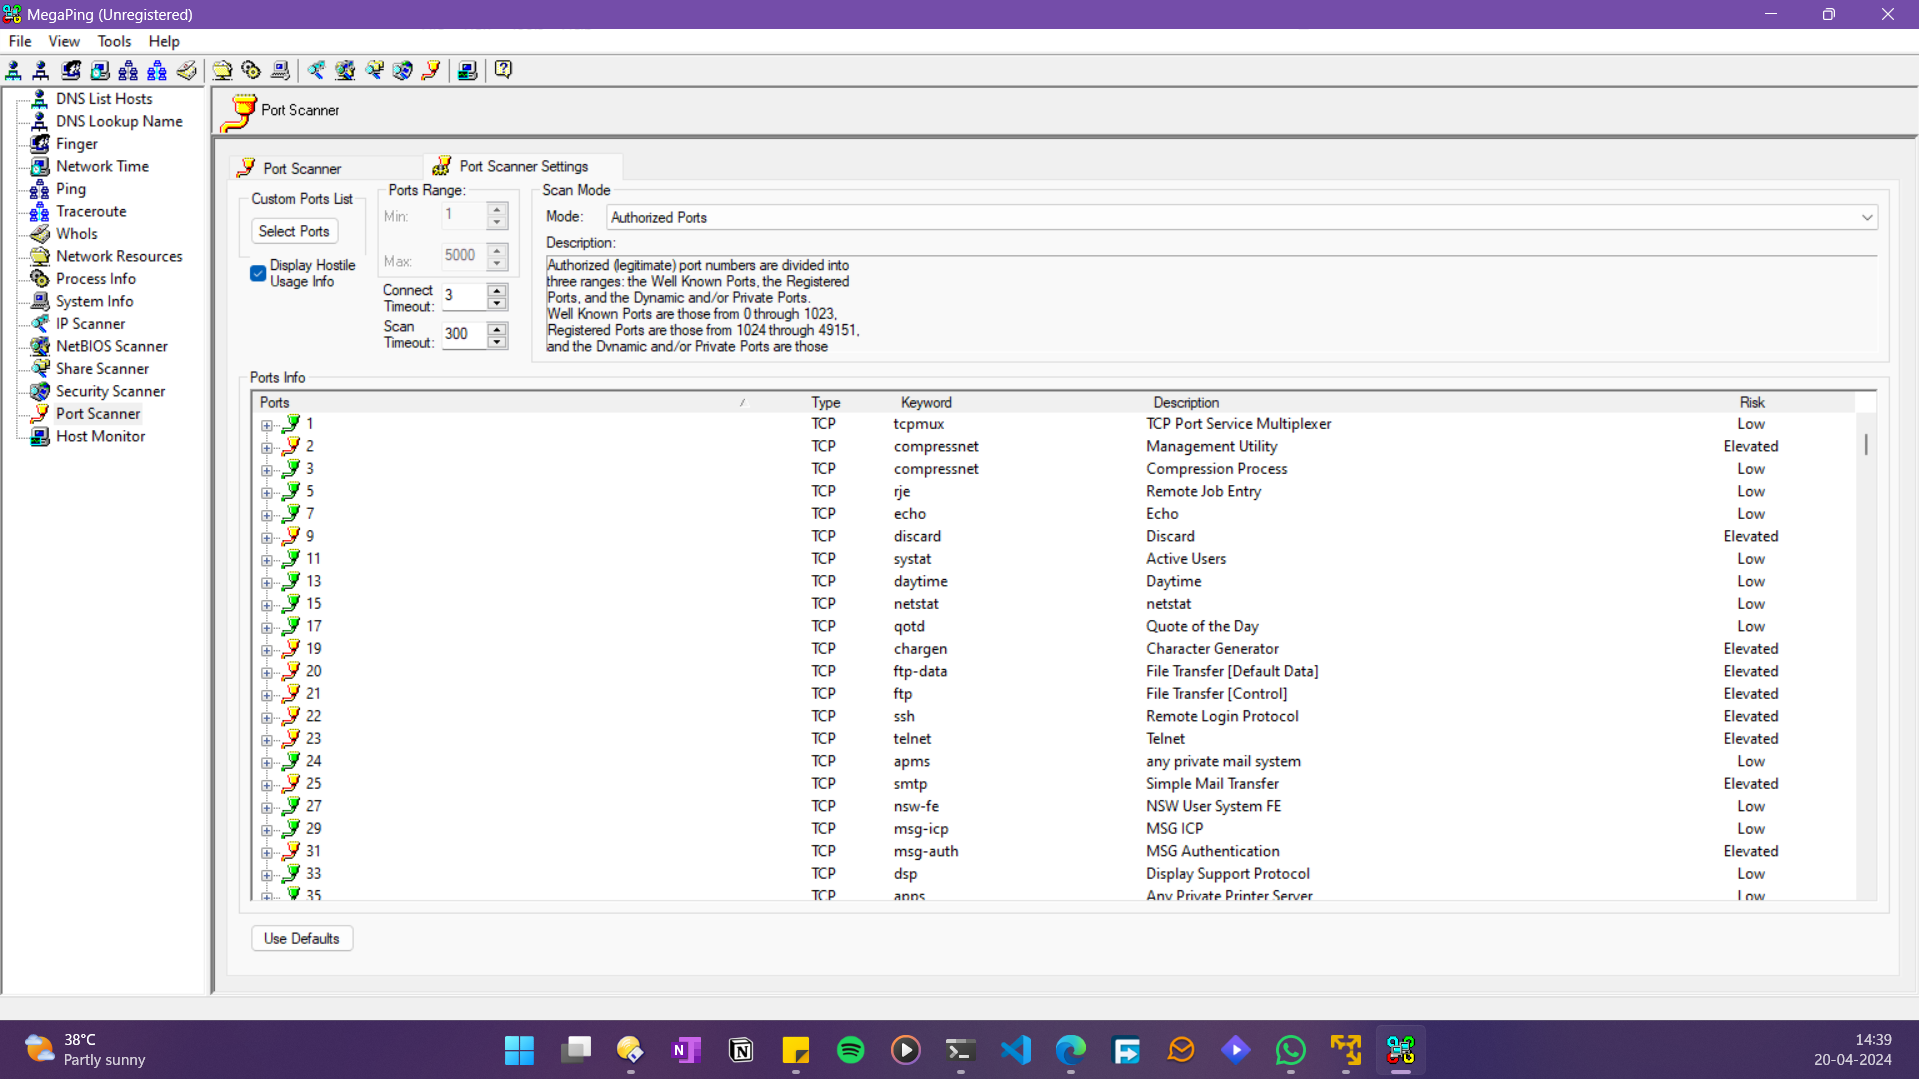 MegaPing (Unregistered)
File View Tools Help
DNS List Hosts
DNS Lookup Name
Finger
Network Time
Ping
Traceroute
WhoIs
Network Resources
Process Info
System Info
IP Scanner
NetBIOS Scanner
Share Scanner
Security Scanner
Port Scanner
Host Monitor
Port Scanner
Port Scanner Port Scanner Settings
Custom Ports List
Select Ports
Display Hostile
Usage Info
Ports Range:
Min: 1
Max: 5000
Connect
Timeout: 3
Scan
Timeout: 300
Scan Mode
Mode: Authorized Ports
Description:
Authorized (legitimate) port numbers are divided into
three ranges: the Well Known Ports, the Registered
Ports, and the Dynamic and/or Private Ports.
Well Known Ports are those from 0 through 1023,
Registered Ports are those from 1024 through 49151,
and the Dynamic and/or Private Ports are those
Ports Info
Ports Type Keyword Description Risk
1 TCP tcpmux TCP Port Service Multiplexer Low
2 TCP compressnet Management Utility Elevated
3 TCP compressnet Compression Process Low
5 TCP rje Remote Job Entry Low
7 TCP echo Echo Low
9 TCP discard Discard Elevated
11 TCP systat Active Users Low
13 TCP daytime Daytime Low
15 TCP netstat netstat Low
17 TCP qotd Quote of the Day Low
19 TCP chargen Character Generator Elevated
20 TCP ftp-data File Transfer [Default Data] Elevated
21 TCP ftp File Transfer [Control] Elevated
22 TCP ssh Remote Login Protocol Elevated
23 TCP telnet Telnet Elevated
24 TCP apms any private mail system Low
25 TCP smtp Simple Mail Transfer Elevated
27 TCP nsw-fe NSW User System FE Low
29 TCP msg-icp MSG ICP Low
31 TCP msg-auth MSG Authentication Elevated
33 TCP dsp Display Support Protocol Low
35 TCP apps Any Private Printer Server Low
Use Defaults
38°C
Partly sunny
14:39
20-04-2024